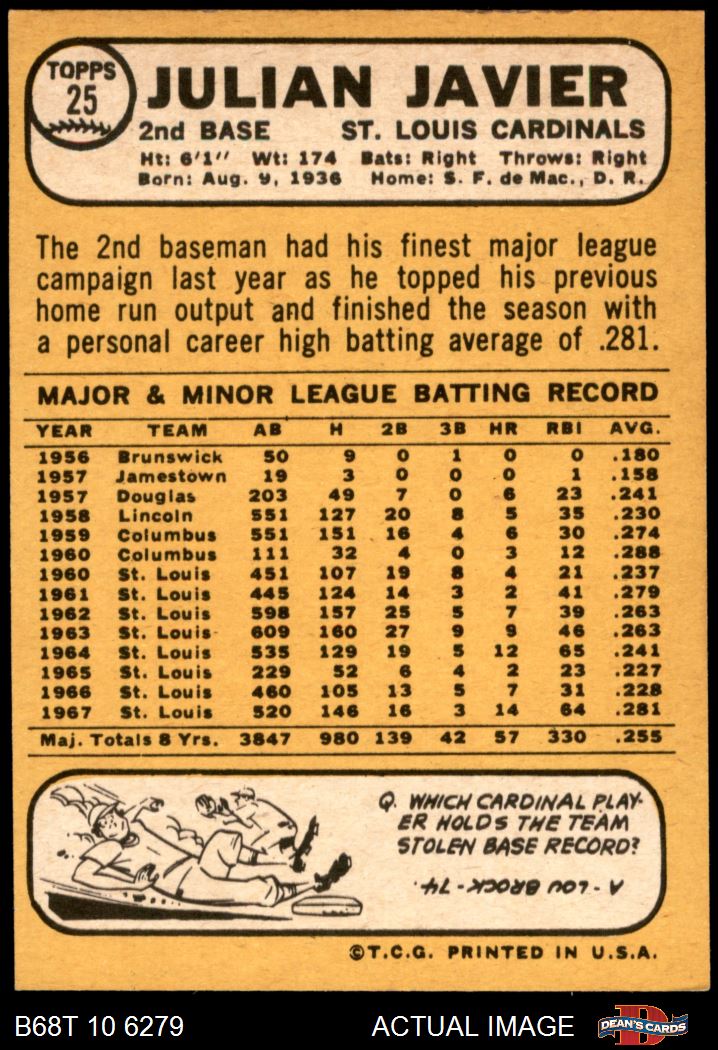 TOPPS
25
JULIAN JAVIER
2nd BASE ST. LOUIS CARDINALS
Ht: 6'1" Wt: 174 Bats: Right Throws: Right
Born: Aug. 9, 1936 Home: S. F. de Mac., D. R.
The 2nd baseman had his finest major league
campaign last year as he topped his previous
home run output and finished the season with
a personal career high batting average of .281.
MAJOR & MINOR LEAGUE BATTING RECORD
YEAR TEAM AB H 2B 3B HR RBI AVG.
1956 Brunswick 50 9 0 1 0 0 .180
1957 Jamestown 19 3 0 0 0 1 .158
1957 Douglas 203 49 7 0 6 23 .241
1958 Lincoln 551 127 20 8 5 35 .230
1959 Columbus 551 151 16 4 6 30 .274
1960 Columbus 111 32 4 0 3 12 .288
1960 St. Louis 451 107 19 8 4 21 .237
1961 St. Louis 445 124 14 3 2 41 .279
1962 St. Louis 598 157 25 5 7 39 .263
1963 St. Louis 609 160 27 9 9 46 .263
1964 St. Louis 535 129 19 5 12 65 .241
1965 St. Louis 229 52 6 4 2 23 .227
1966 St. Louis 460 105 13 5 7 31 .228
1967 St. Louis 520 146 16 3 14 64 .281
Maj. Totals 8 Yrs. 3847 980 139 42 57 330 .255
Q. WHICH CARDINAL PLAY-
ER HOLDS THE TEAM
STOLEN BASE RECORD?
A - LOU BROCK - 74.
©T.C.G. PRINTED IN U.S.A.
B68T 10 6279 ACTUAL IMAGE
D
DEAN'S CARDS